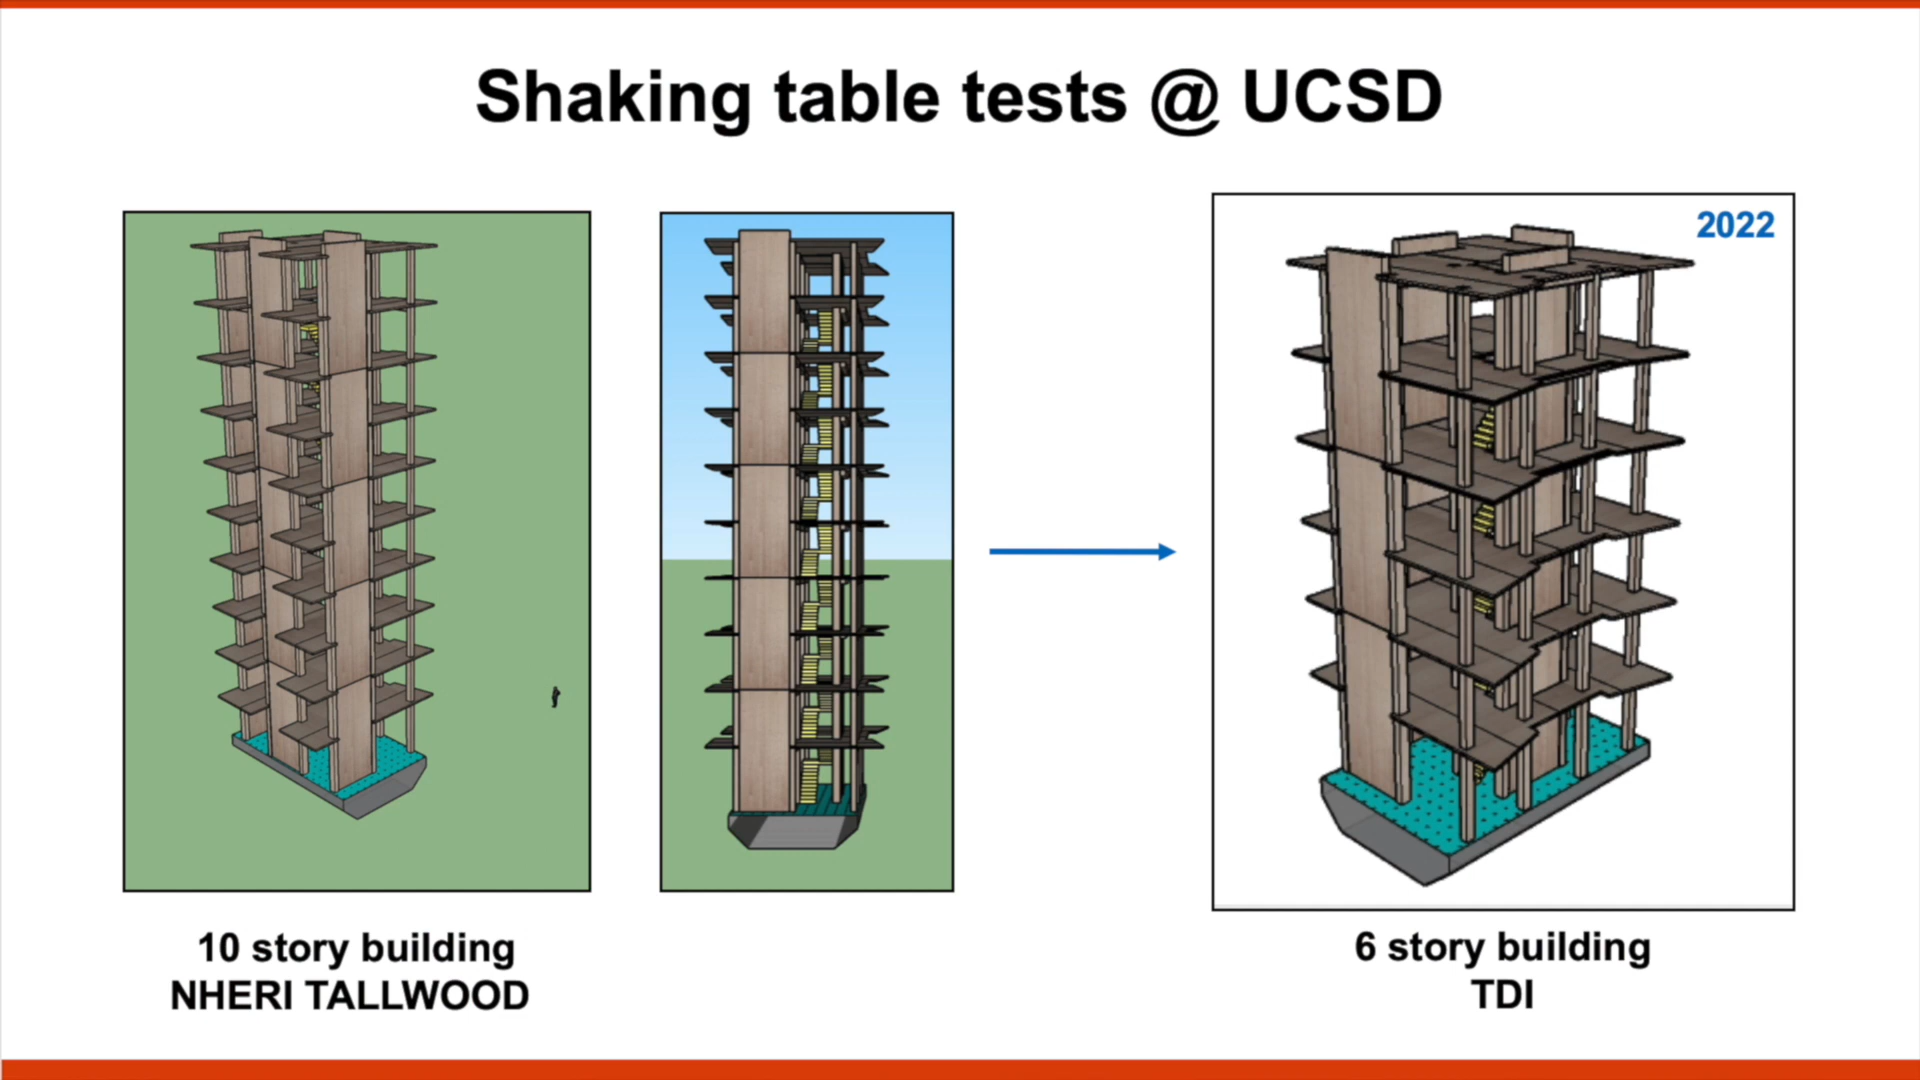 Shaking table tests @ UCSD
2022
10 story building
NHERI TALLWOOD
6 story building
TDI